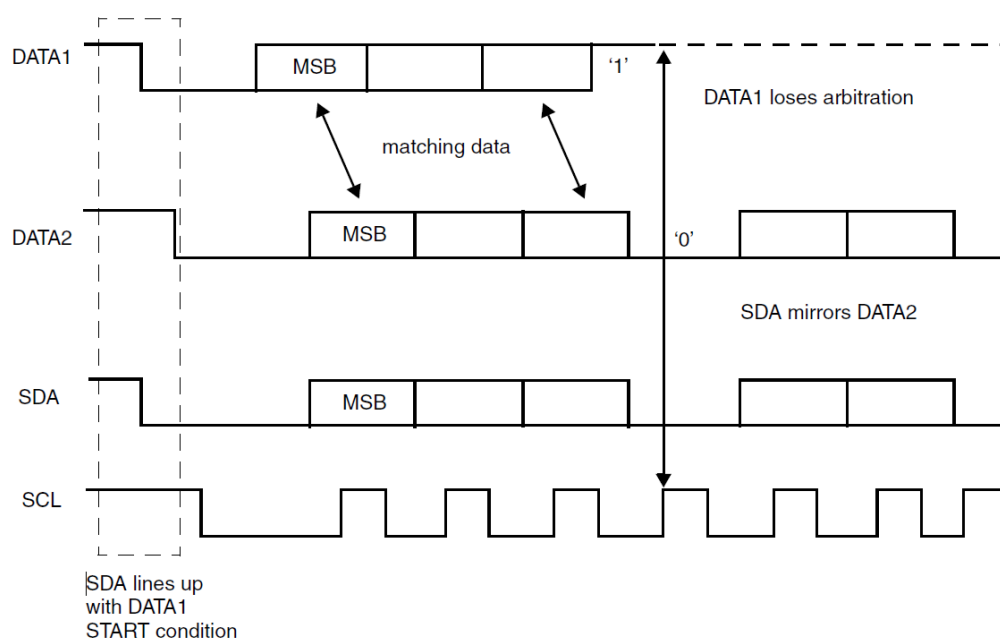 DATA1
MSB
‘1’
DATA1 loses arbitration
matching data
DATA2
MSB
‘0’
SDA mirrors DATA2
SDA
MSB
SCL
SDA lines up
with DATA1
START condition